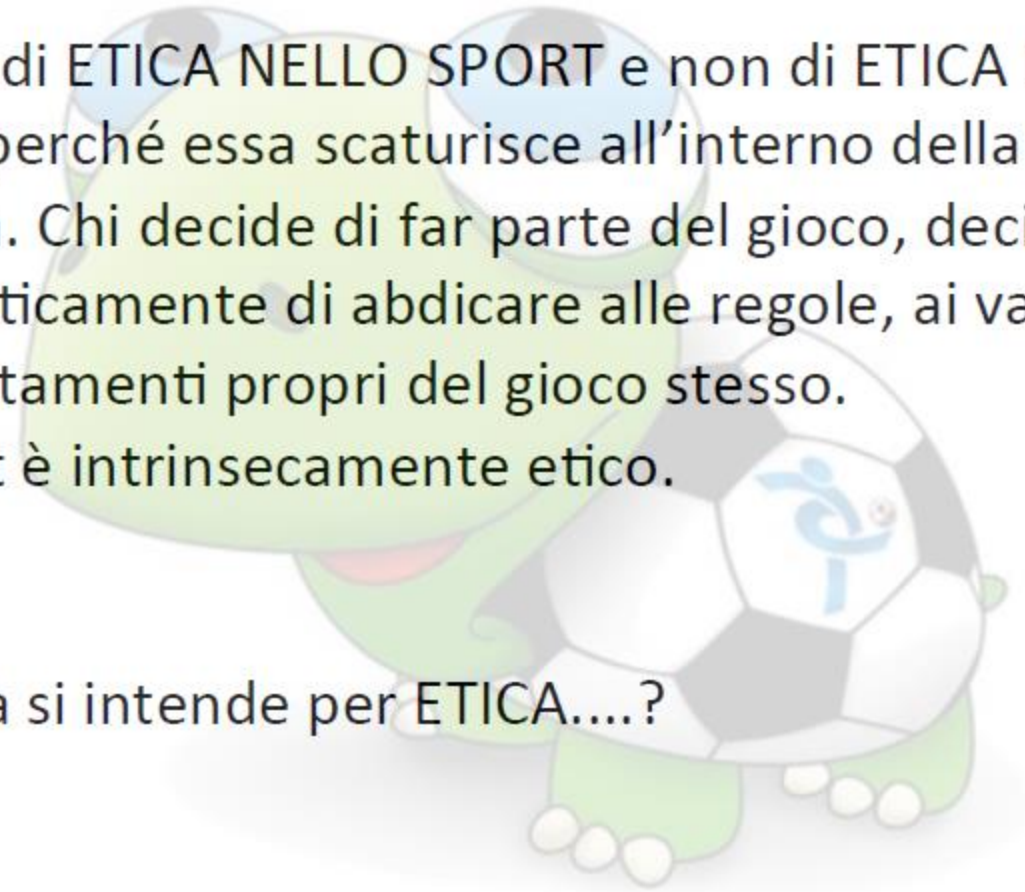 di ETICA NELLO SPORT e non di ETICA
perché essa scaturisce all'interno della
. Chi decide di far parte del gioco, deci
ticamente di abdicare alle regole, ai va
tamenti propri del gioco stesso.
è intrinsecamente etico.
si intende per ETICA....?